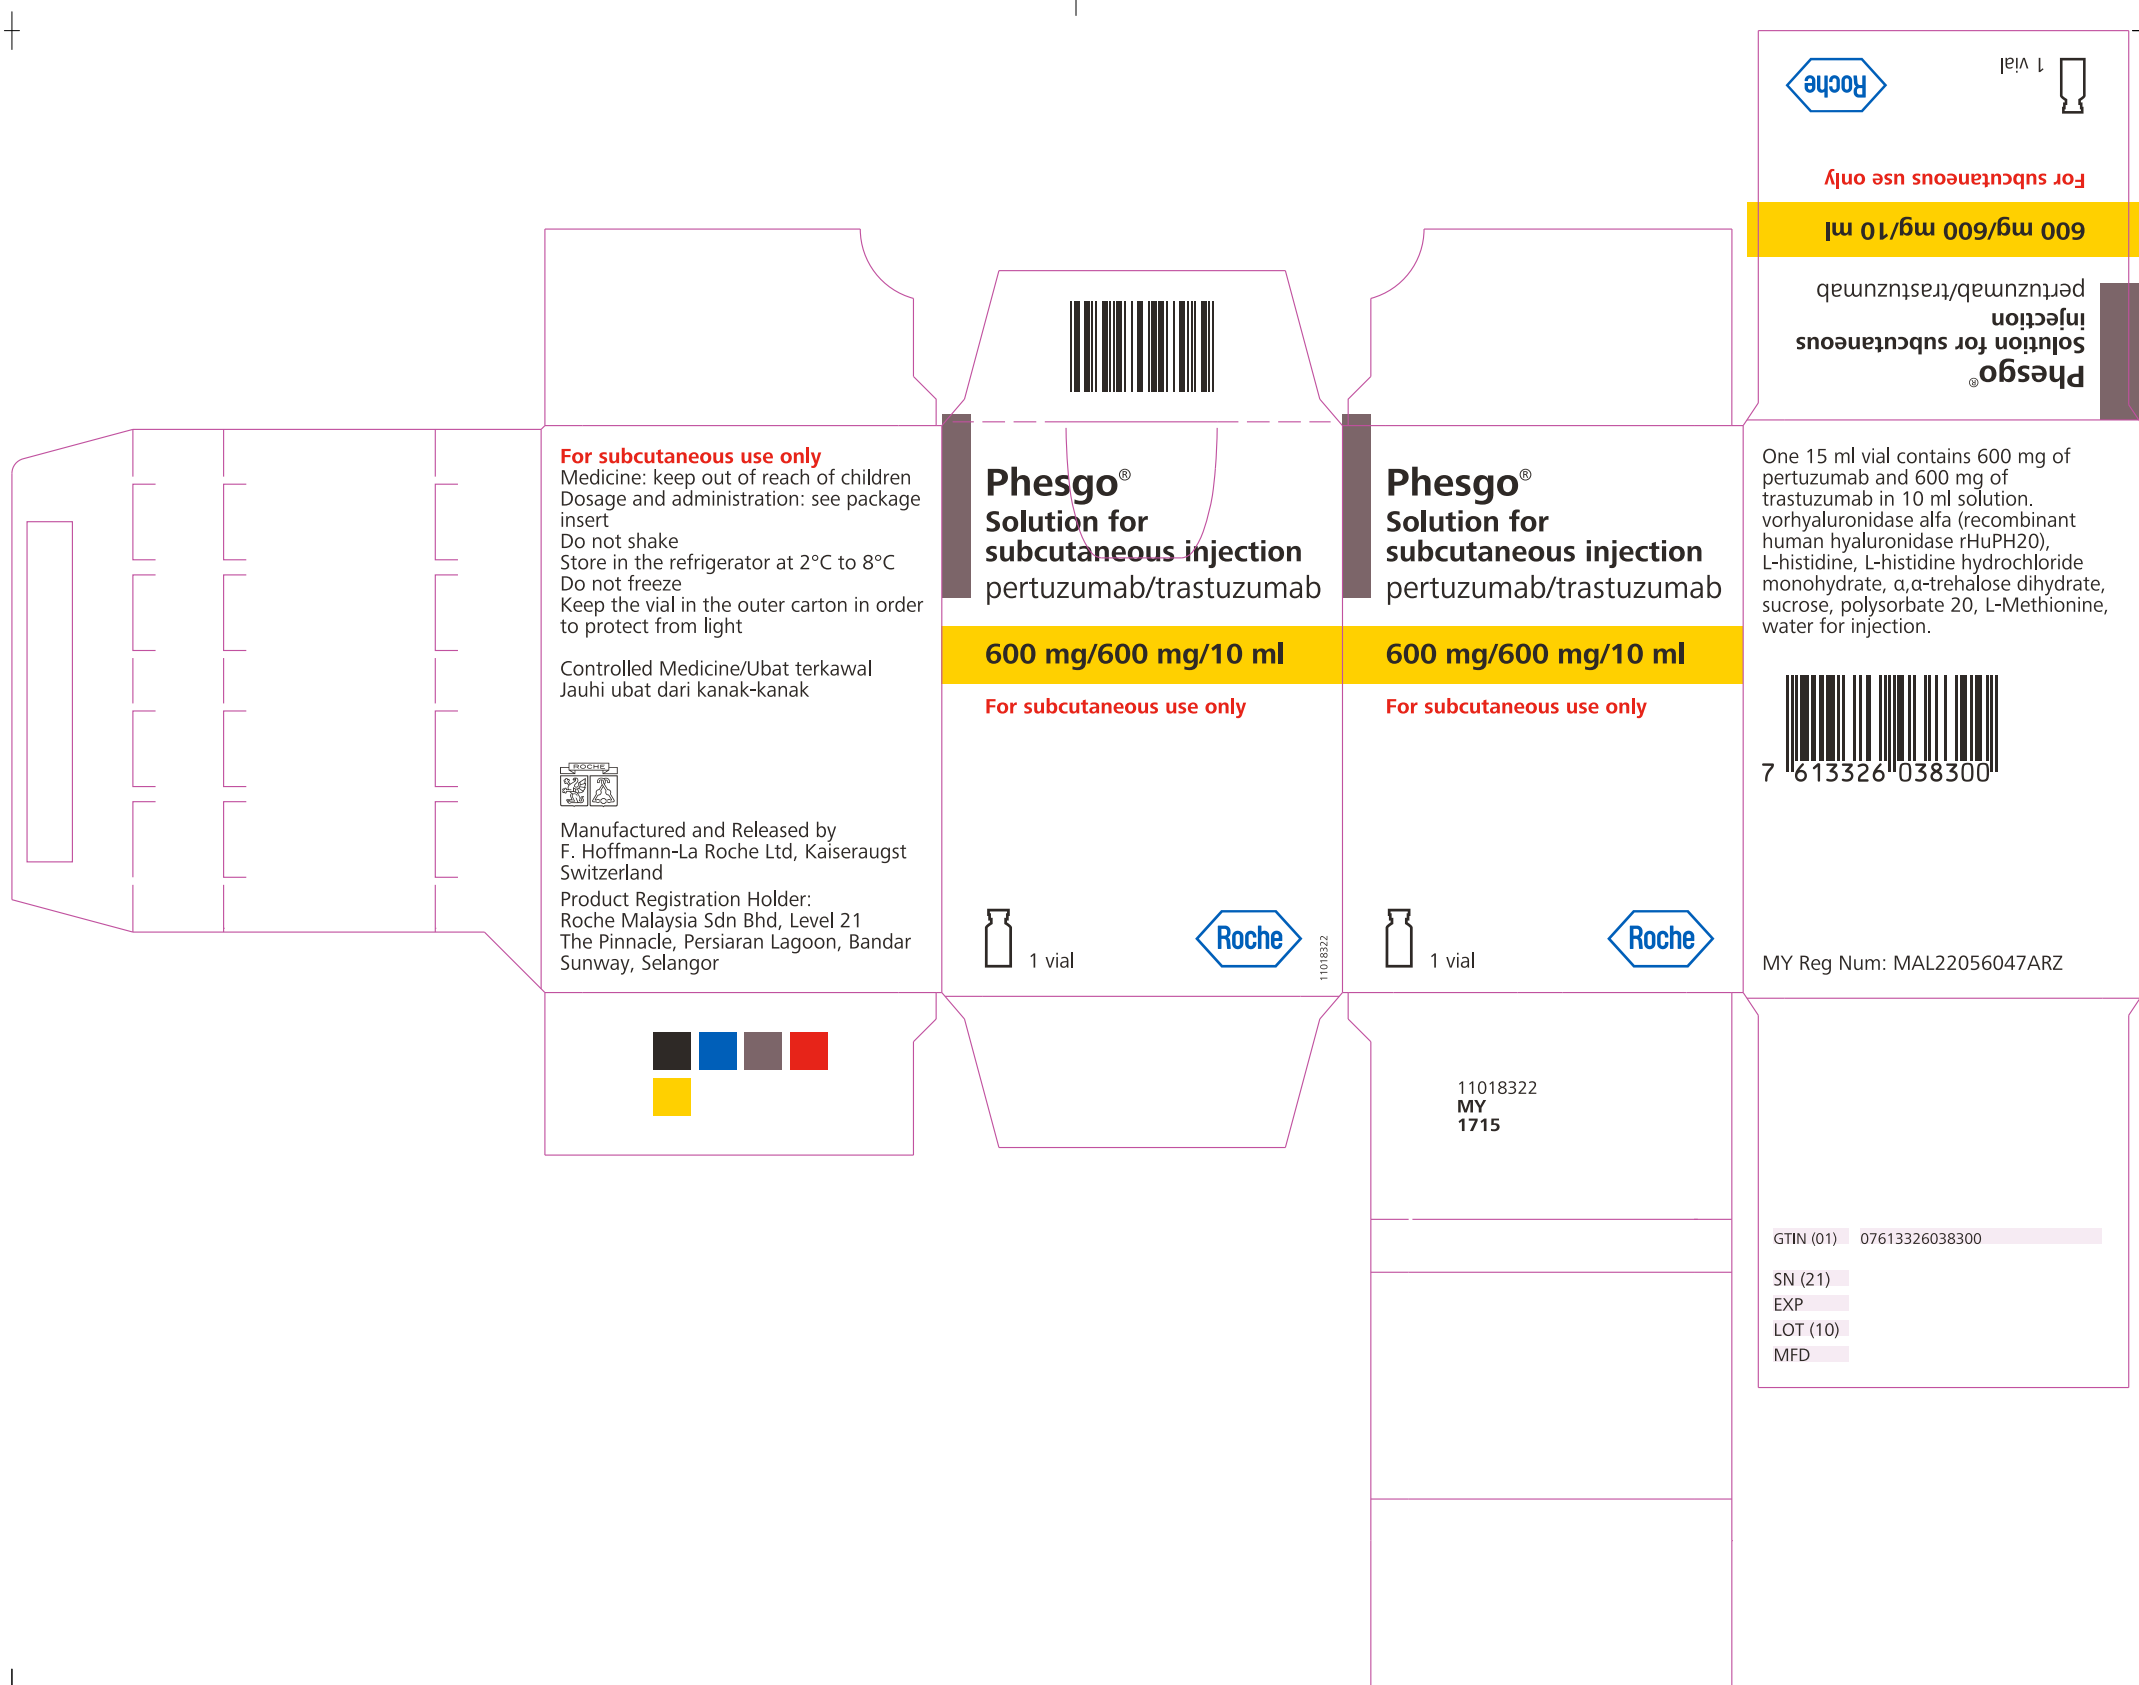 Roche
1 vial
For subcutaneous use only
600 mg/600 mg/10 ml
Phesgo®
Solution for subcutaneous
injection
pertuzumab/trastuzumab
For subcutaneous use only
Medicine: keep out of reach of children
Dosage and administration: see package
insert
Do not shake
Store in the refrigerator at 2°C to 8°C
Do not freeze
Keep the vial in the outer carton in order
to protect from light
Controlled Medicine/Ubat terkawal
Jauhi ubat dari kanak-kanak
ROCHE
Manufactured and Released by
F. Hoffmann-La Roche Ltd, Kaiseraugst
Switzerland
Product Registration Holder:
Roche Malaysia Sdn Bhd, Level 21
The Pinnacle, Persiaran Lagoon, Bandar
Sunway, Selangor
Phesgo®
Solution for
subcutaneous injection
pertuzumab/trastuzumab
600 mg/600 mg/10 ml
For subcutaneous use only
1 vial
Roche
11018322
Phesgo®
Solution for
subcutaneous injection
pertuzumab/trastuzumab
600 mg/600 mg/10 ml
For subcutaneous use only
1 vial
Roche
One 15 ml vial contains 600 mg of
pertuzumab and 600 mg of
trastuzumab in 10 ml solution.
vorhyaluronidase alfa (recombinant
human hyaluronidase rHuPH20),
L-histidine, L-histidine hydrochloride
monohydrate, α,α-trehalose dihydrate,
sucrose, polysorbate 20, L-Methionine,
water for injection.
7 613326 038300
MY Reg Num: MAL22056047ARZ
11018322
MY
1715
GTIN (01) 07613326038300
SN (21)
EXP
LOT (10)
MFD